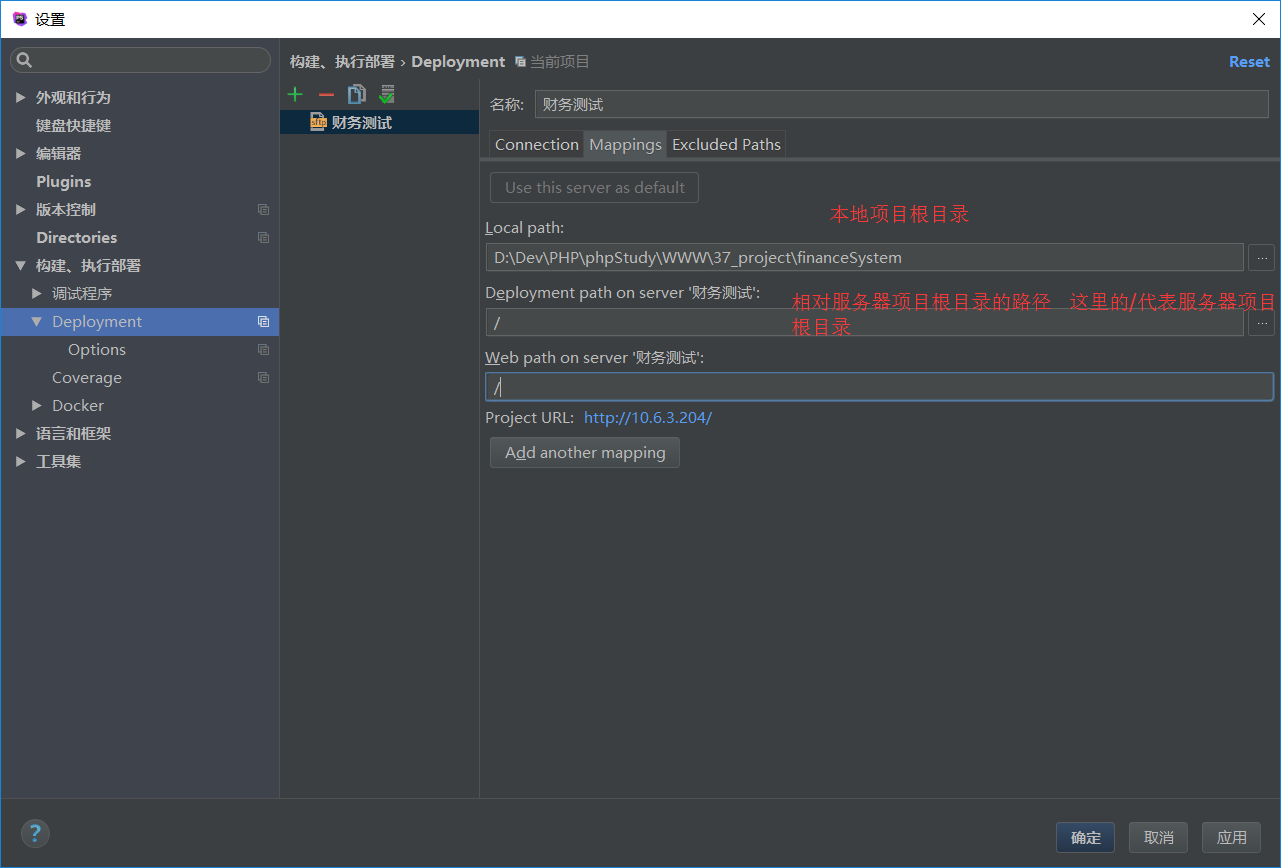 设置
构建、执行部署 › Deployment 当前项目 Reset
外观和行为
键盘快捷键
编辑器
Plugins
版本控制
Directories
构建、执行部署
调试程序
Deployment
Options
Coverage
Docker
语言和框架
工具集
sftp 财务测试
名称: 财务测试
Connection Mappings Excluded Paths
Use this server as default
本地项目根目录
Local path:
D:\Dev\PHP\phpStudy\WWW\37_project\financeSystem
...
Deployment path on server '财务测试':
相对服务器项目根目录的路径 这里的/代表服务器项目
根目录
/
...
Web path on server '财务测试':
/
Project URL: http://10.6.3.204/
Add another mapping
?
确定 取消 应用